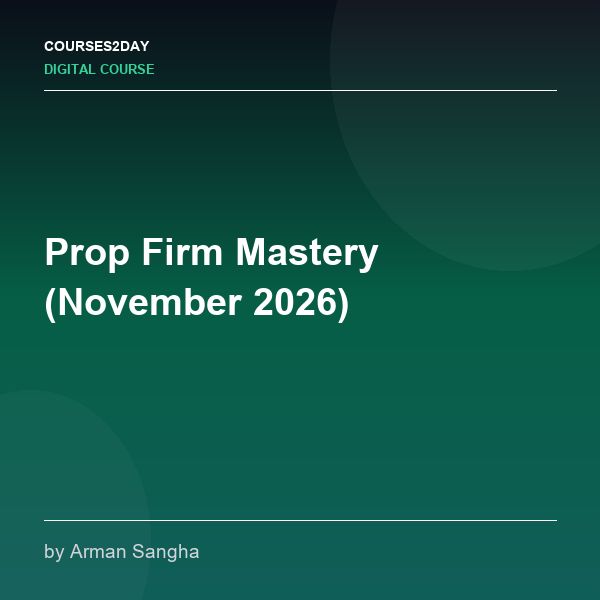 COURSES2DAY
DIGITAL COURSE
Prop Firm Mastery
(November 2026)
by Arman Sangha